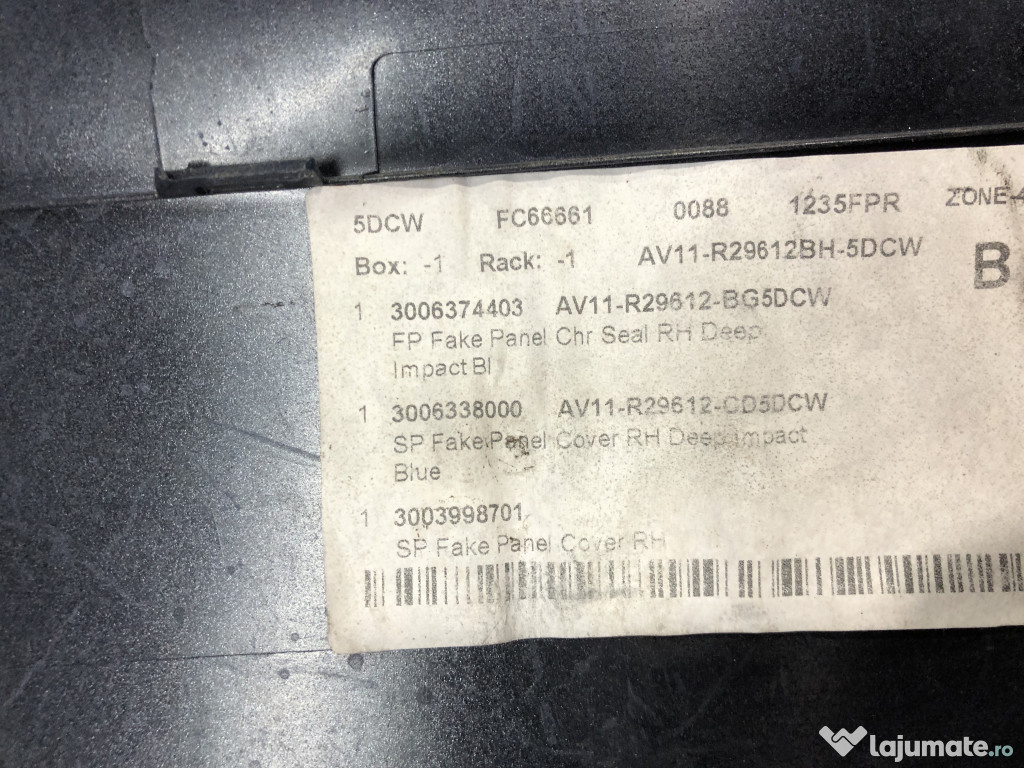 5DCW FC66661 0088 1235FPR ZONE-4
Box: -1 Rack: -1 AV11-R29612BH-5DCW
B
1 3006374403 AV11-R29612-BG5DCW
FP Fake Panel Chr Seal RH Deep
Impact Bl
1 3006338000 AV11-R29612-CD5DCW
SP Fake Panel Cover RH Deep Impact
Blue
1 3003998701
SP Fake Panel Cover RH
lajumate.ro